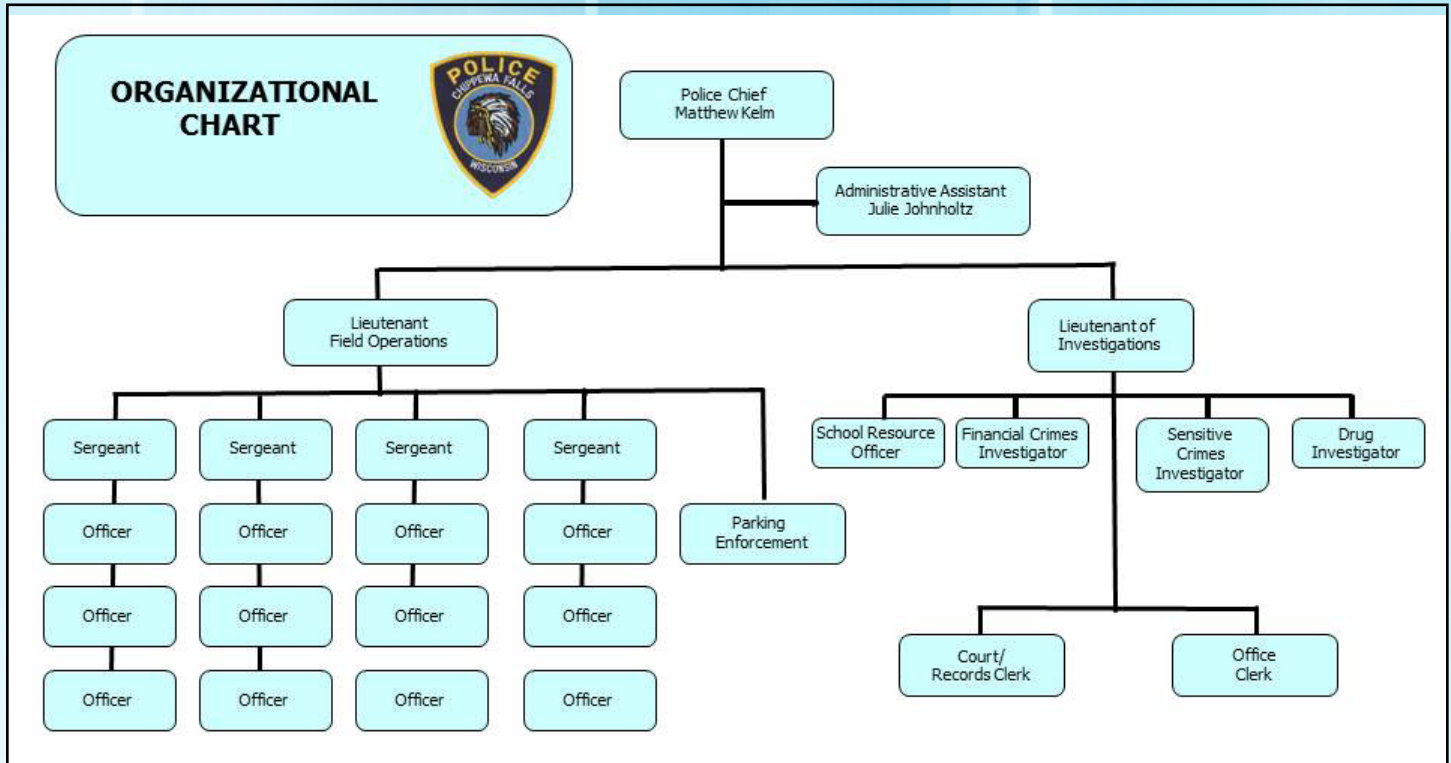 ORGANIZATIONAL
CHART
POLICE
CHIPPEWA FALLS
WISCONSIN
Police Chief
Matthew Kelm
Administrative Assistant
Julie Johnholtz
Lieutenant
Field Operations
Lieutenant of
Investigations
Sergeant
Sergeant
Sergeant
Sergeant
School Resource
Officer
Financial Crimes
Investigator
Sensitive
Crimes
Investigator
Drug
Investigator
Officer
Officer
Officer
Officer
Parking
Enforcement
Officer
Officer
Officer
Officer
Court/
Records Clerk
Office
Clerk
Officer
Officer
Officer
Officer